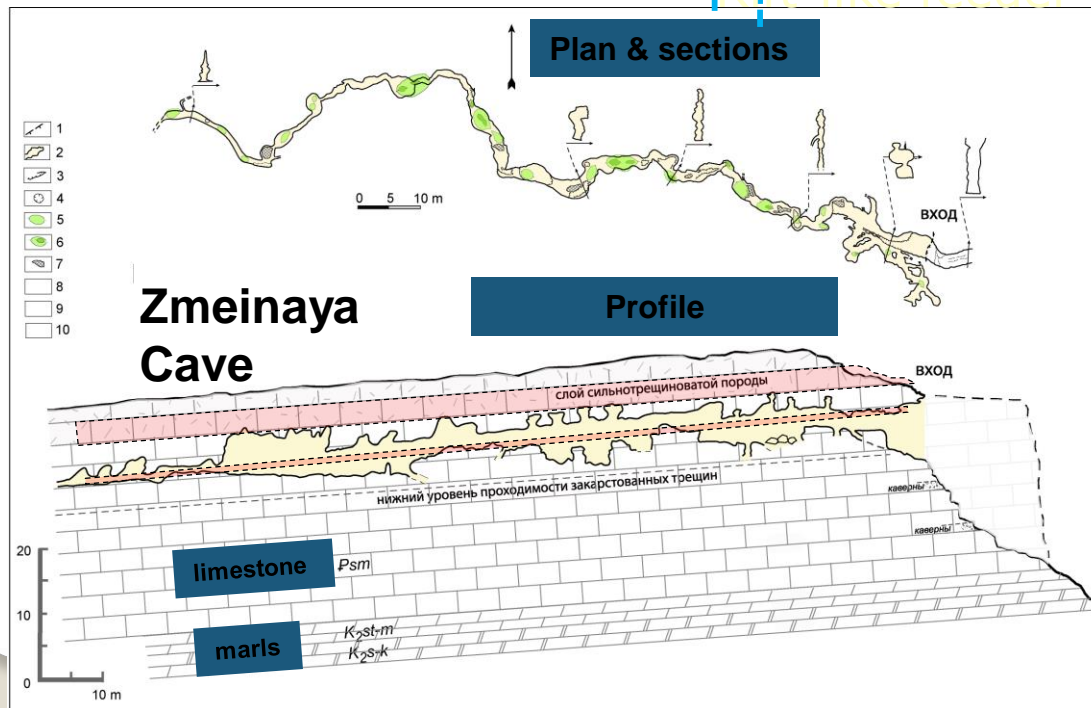 Plan & sections
1
2
3
4
5
6
7
8
9
10
0 5 10 m
ВХОД
Zmeinaya
Cave
Profile
ВХОД
слой сильнотрещиноватой породы
нижний уровень проходимости закарстованных трещин
каверны
каверны
20
10
0
10 m
limestone
Psm
marls
K₂st-m
K₂s-k